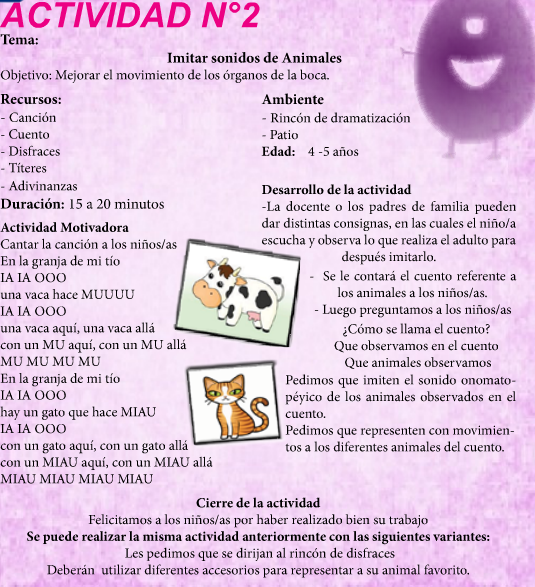 ACTIVIDAD N°2
Tema:
Imitar sonidos de Animales
Objetivo: Mejorar el movimiento de los órganos de la boca.
Recursos:
- Canción
- Cuento
- Disfraces
- Títeres
- Adivinanzas
Duración: 15 a 20 minutos
Ambiente
- Rincón de dramatización
- Patio
Edad: 4 -5 años
Actividad Motivadora
Cantar la canción a los niños/as
En la granja de mi tío
IA IA OOO
una vaca hace MUUUU
IA IA OOO
una vaca aquí, una vaca allá
con un MU aquí, con un MU allá
MU MU MU MU
En la granja de mi tío
IA IA OOO
hay un gato que hace MIAU
IA IA OOO
con un gato aquí, con un gato allá
con un MIAU aquí, con un MIAU allá
MIAU MIAU MIAU MIAU
Desarrollo de la actividad
-La docente o los padres de familia pueden
dar distintas consignas, en las cuales el niño/a
escucha y observa lo que realiza el adulto para
después imitarlo.
- Se le contará el cuento referente a
los animales a los niños/as.
- Luego preguntamos a los niños/as
¿Cómo se llama el cuento?
Que observamos en el cuento
Que animales observamos
Pedimos que imiten el sonido onomato-
péyico de los animales observados en el
cuento.
Pedimos que representen con movimien-
tos a los diferentes animales del cuento.
Cierre de la actividad
Felicitamos a los niños/as por haber realizado bien su trabajo
Se puede realizar la misma actividad anteriormente con las siguientes variantes:
Les pedimos que se dirijan al rincón de disfraces
Deberán utilizar diferentes accesorios para representar a su animal favorito.